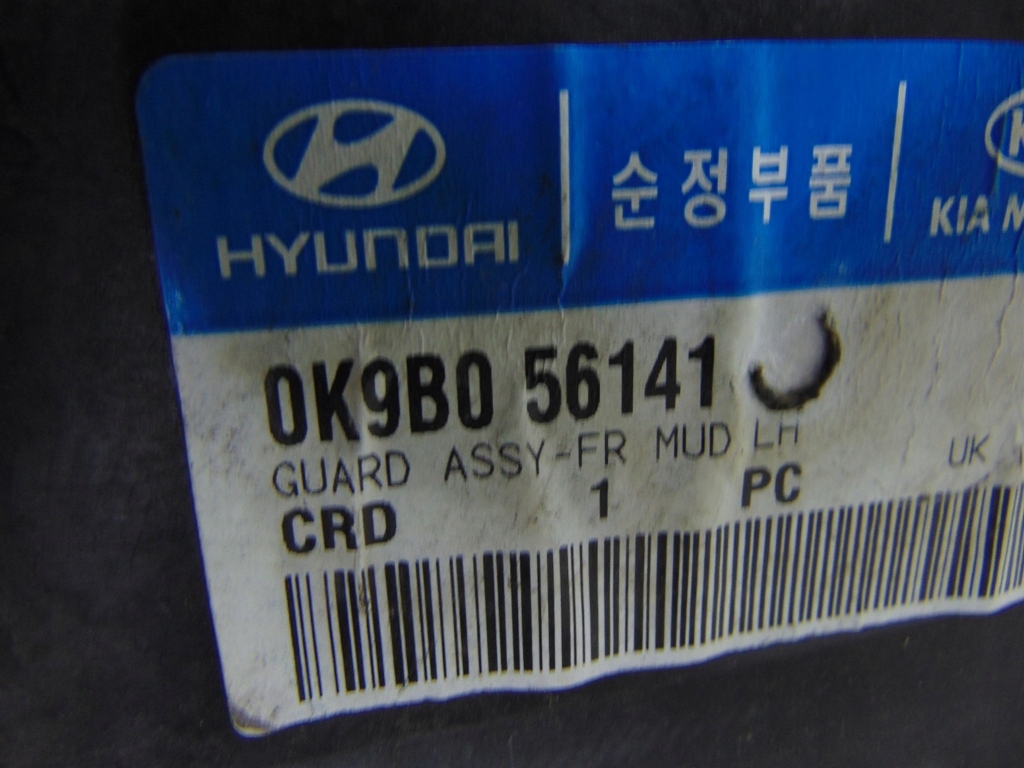 HYUNDAI
순정부품
KIA M
0K9B0 56141
GUARD ASSY-FR MUD LH
UK
CRD 1 PC